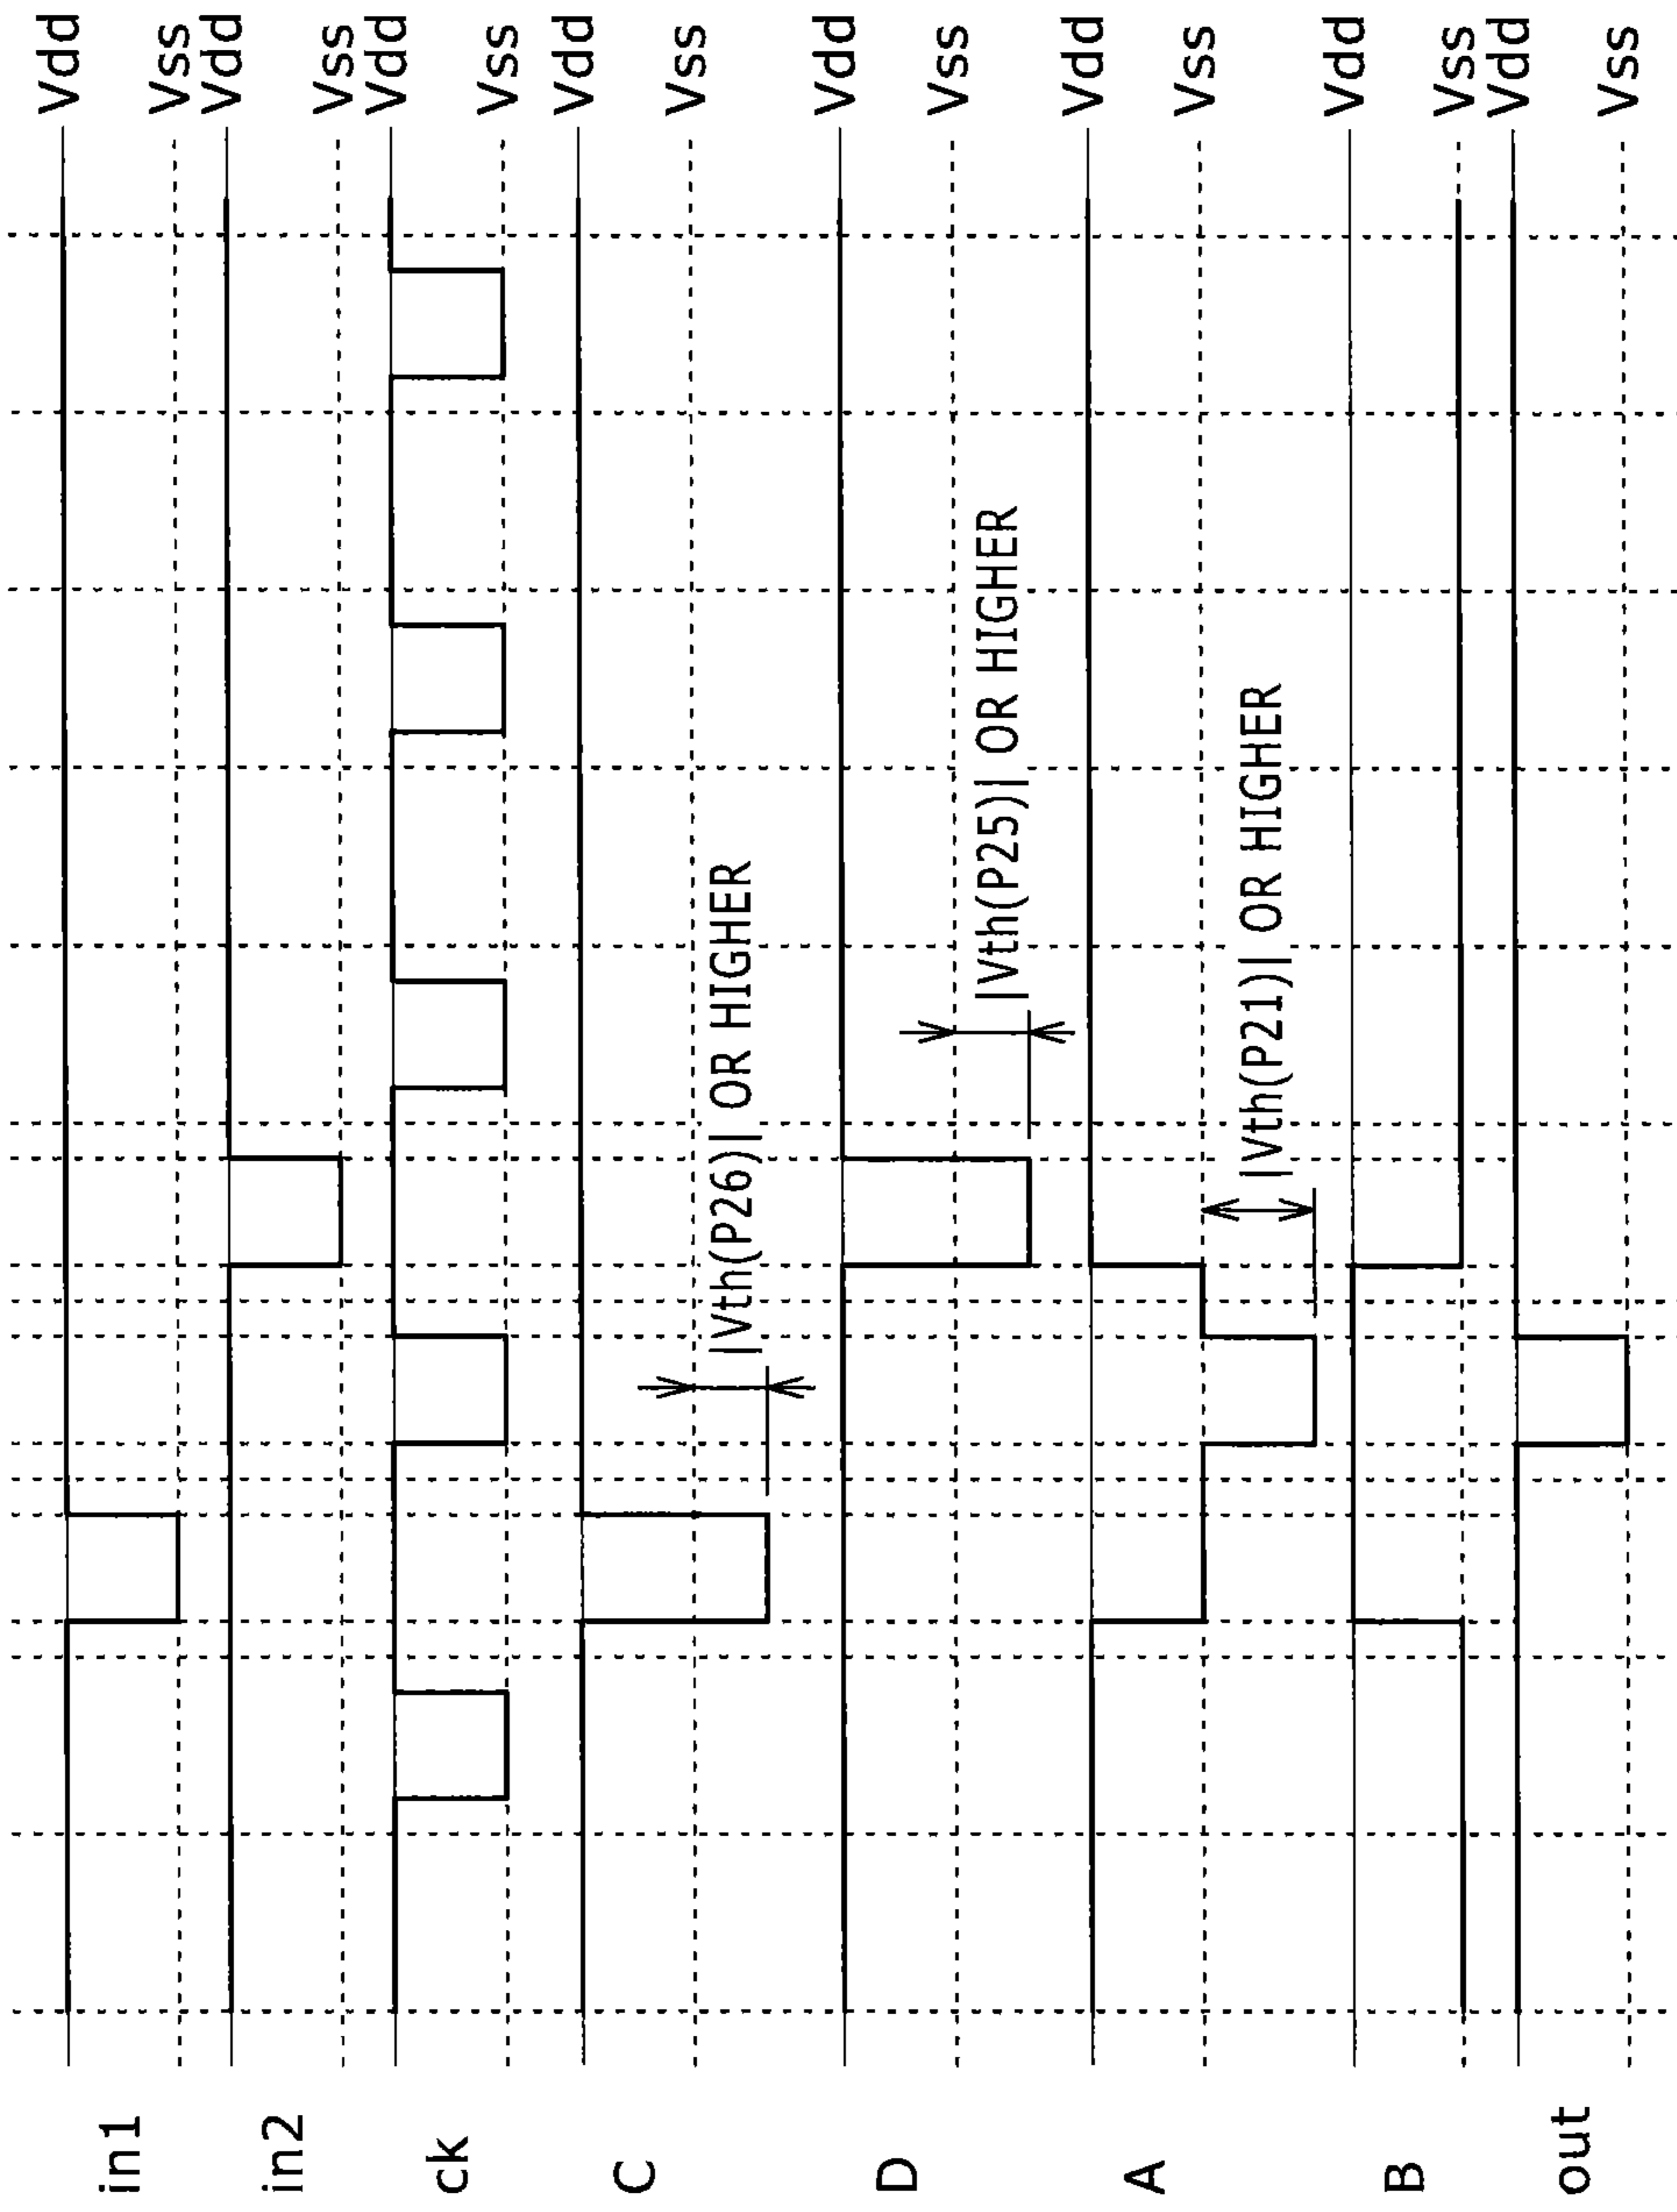 in1
Vdd
Vss
in2
Vdd
Vss
ck
Vdd
Vss
C
Vdd
Vss
|Vth(P26)| OR HIGHER
D
Vdd
Vss
|Vth(P25)| OR HIGHER
A
Vdd
Vss
|Vth(P21)| OR HIGHER
B
Vdd
Vss
out
Vdd
Vss